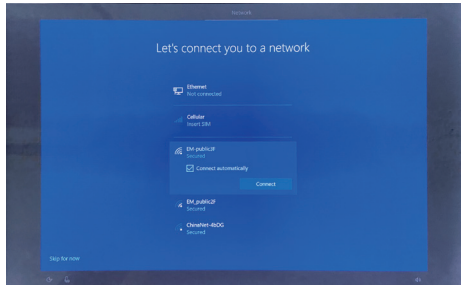 Network
Let's connect you to a network
Ethernet
Not connected
Cellular
Insert SIM
EM-public3F
Secured
Connect automatically
Connect
EM_public2F
Secured
ChinaNet-4bDG
Secured
Skip for now